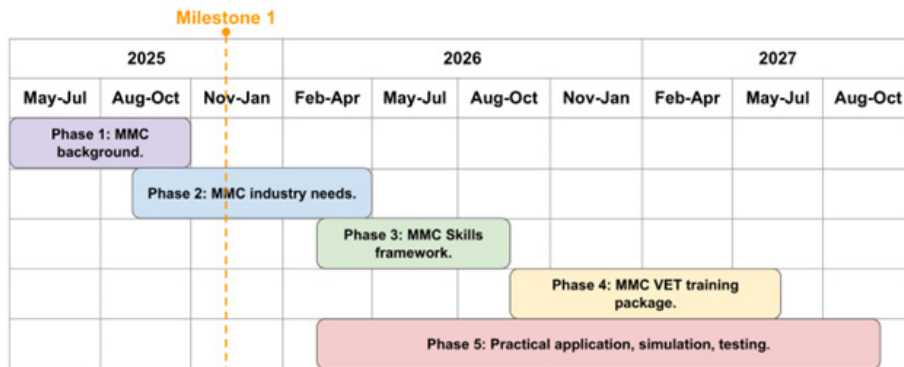 Milestone 1
2025 2026 2027
May-Jul Aug-Oct Nov-Jan Feb-Apr May-Jul Aug-Oct Nov-Jan Feb-Apr May-Jul Aug-Oct
Phase 1: MMC
background.
Phase 2: MMC industry needs.
Phase 3: MMC Skills
framework.
Phase 4: MMC VET training
package.
Phase 5: Practical application, simulation, testing.